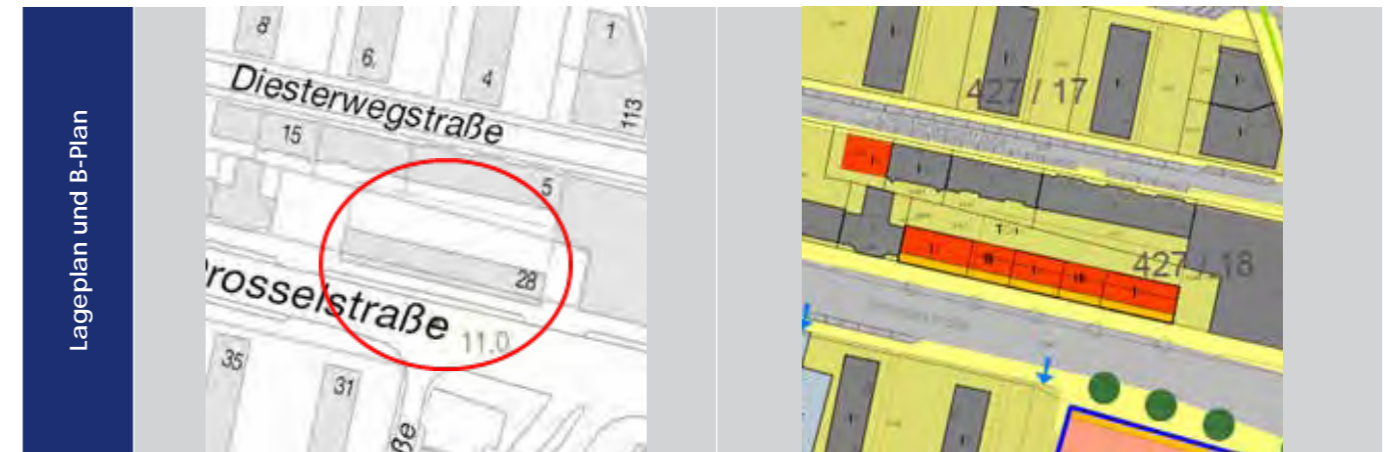 Lageplan und B-Plan
8
6.
4
1
113
Diesterwegstraße
15
5
28
rosselstraße
11.0
35
31
ße
427 / 17
427 / 18